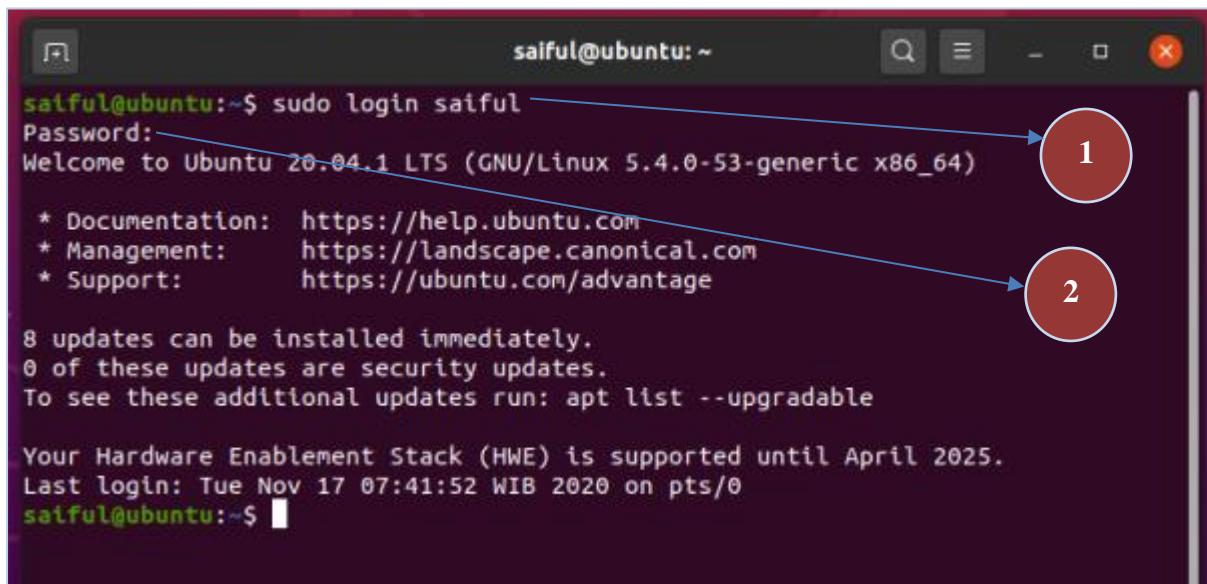 saiful@ubuntu: ~
saiful@ubuntu:~$ sudo login saiful
Password:
Welcome to Ubuntu 20.04.1 LTS (GNU/Linux 5.4.0-53-generic x86_64)
1
* Documentation:  https://help.ubuntu.com
* Management:     https://landscape.canonical.com
* Support:        https://ubuntu.com/advantage
2
8 updates can be installed immediately.
0 of these updates are security updates.
To see these additional updates run: apt list --upgradable
Your Hardware Enablement Stack (HWE) is supported until April 2025.
Last login: Tue Nov 17 07:41:52 WIB 2020 on pts/0
saiful@ubuntu:~$